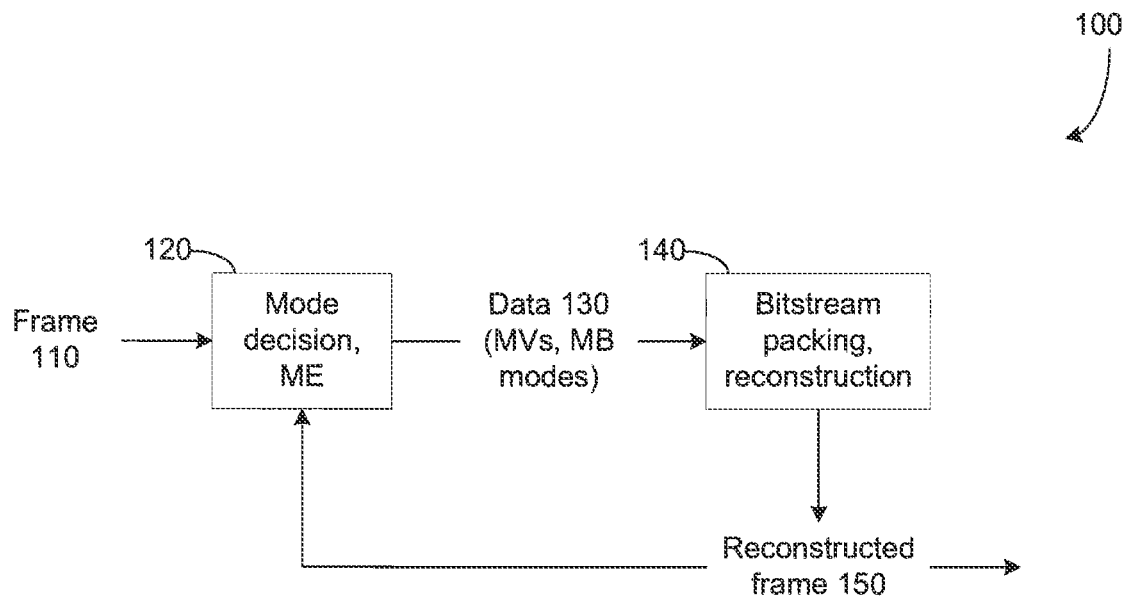 100
120
140
Frame
110
Mode
decision,
ME
Data 130
(MVs, MB
modes)
Bitstream
packing,
reconstruction
Reconstructed
frame 150